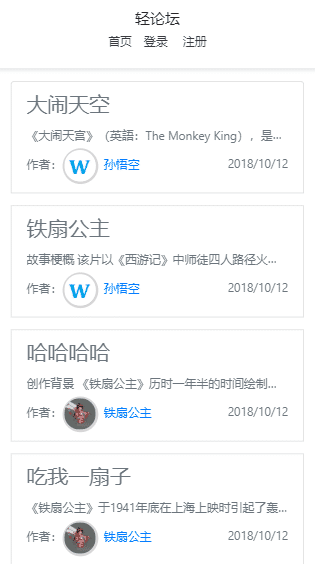 轻论坛
首页 登录 注册
大闹天空
《大闹天宫》（英語：The Monkey King），是...
作者： W 孙悟空 2018/10/12
铁扇公主
故事梗概 该片以《西游记》中师徒四人路径火...
作者： W 孙悟空 2018/10/12
哈哈哈哈
创作背景 《铁扇公主》历时一年半的时间绘制...
作者： 铁扇公主 2018/10/12
吃我一扇子
《铁扇公主》于1941年底在上海上映时引起了轰...
作者： 铁扇公主 2018/10/12